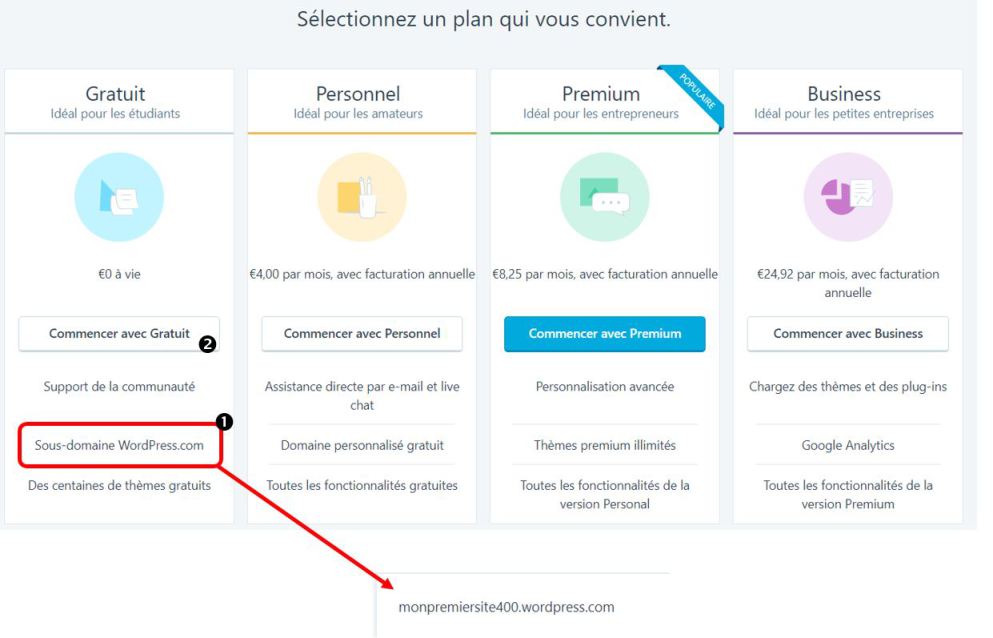 Sélectionnez un plan qui vous convient.
Gratuit
Idéal pour les étudiants
€0 à vie
Commencer avec Gratuit
2
Support de la communauté
1
Sous-domaine WordPress.com
Des centaines de thèmes gratuits
Personnel
Idéal pour les amateurs
€4,00 par mois, avec facturation annuelle
Commencer avec Personnel
Assistance directe par e-mail et live
chat
Domaine personnalisé gratuit
Toutes les fonctionnalités gratuites
POPULAIRE
Premium
Idéal pour les entrepreneurs
€8,25 par mois, avec facturation annuelle
Commencer avec Premium
Personnalisation avancée
Thèmes premium illimités
Toutes les fonctionnalités de la
version Personal
Business
Idéal pour les petites entreprises
€24,92 par mois, avec facturation
annuelle
Commencer avec Business
Chargez des thèmes et des plug-ins
Google Analytics
Toutes les fonctionnalités de la
version Premium
monpremiersite400.wordpress.com